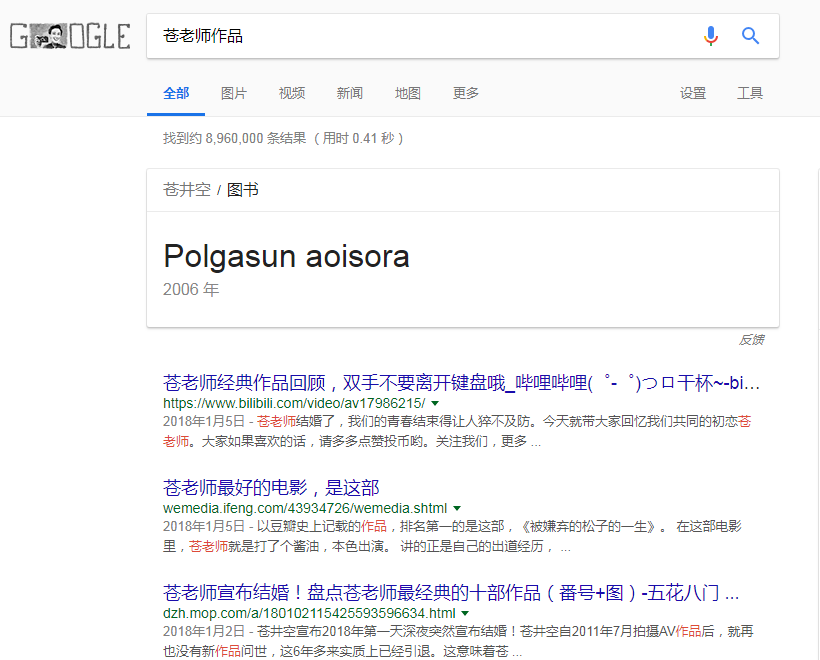 GOOGLE
苍老师作品
全部 图片 视频 新闻 地图 更多 设置 工具
找到约 8,960,000 条结果 （用时 0.41 秒）
苍井空 / 图书
Polgasun aoisora
2006 年
反馈
苍老师经典作品回顾，双手不要离开键盘哦_哔哩哔哩(゜-゜)つロ干杯~-bi...
https://www.bilibili.com/video/av17986215/
2018年1月5日 - 苍老师结婚了，我们的青春结束得让人猝不及防。今天就带大家回忆我们共同的初恋苍
老师。大家如果喜欢的话，请多多点赞投币哟。关注我们，更多 ...
苍老师最好的电影，是这部
wemedia.ifeng.com/43934726/wemedia.shtml
2018年1月5日 - 以豆瓣史上记载的作品，排名第一的是这部，《被嫌弃的松子的一生》。 在这部电影
里，苍老师就是打了个酱油，本色出演。 讲的正是自己的出道经历， ...
苍老师宣布结婚！盘点苍老师最经典的十部作品（番号+图）-五花八门 ...
dzh.mop.com/a/180102115425593596634.html
2018年1月2日 - 苍井空宣布2018年第一天深夜突然宣布结婚！苍井空自2011年7月拍摄AV作品后，就再
也没有新作品问世，这6年多来实质上已经引退。这意味着苍 ...